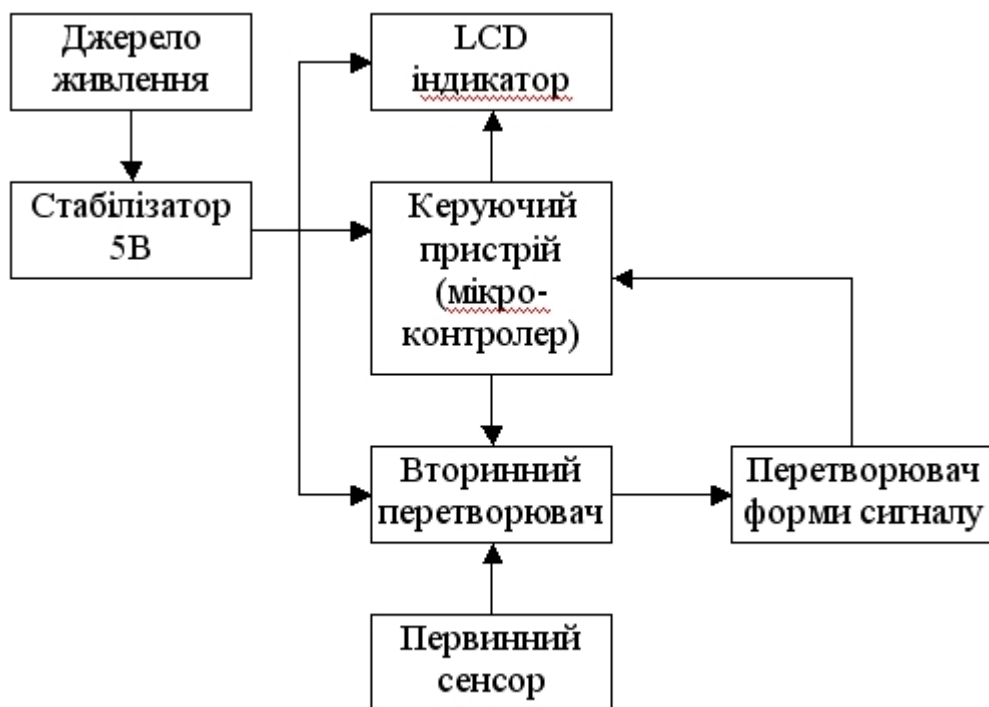 Джерело
живлення
LCD
індикатор
Стабілізатор
5В
Керуючий
пристрій
(мікро-
контролер)
Вторинний
перетворювач
Перетворювач
форми сигналу
Первинний
сенсор